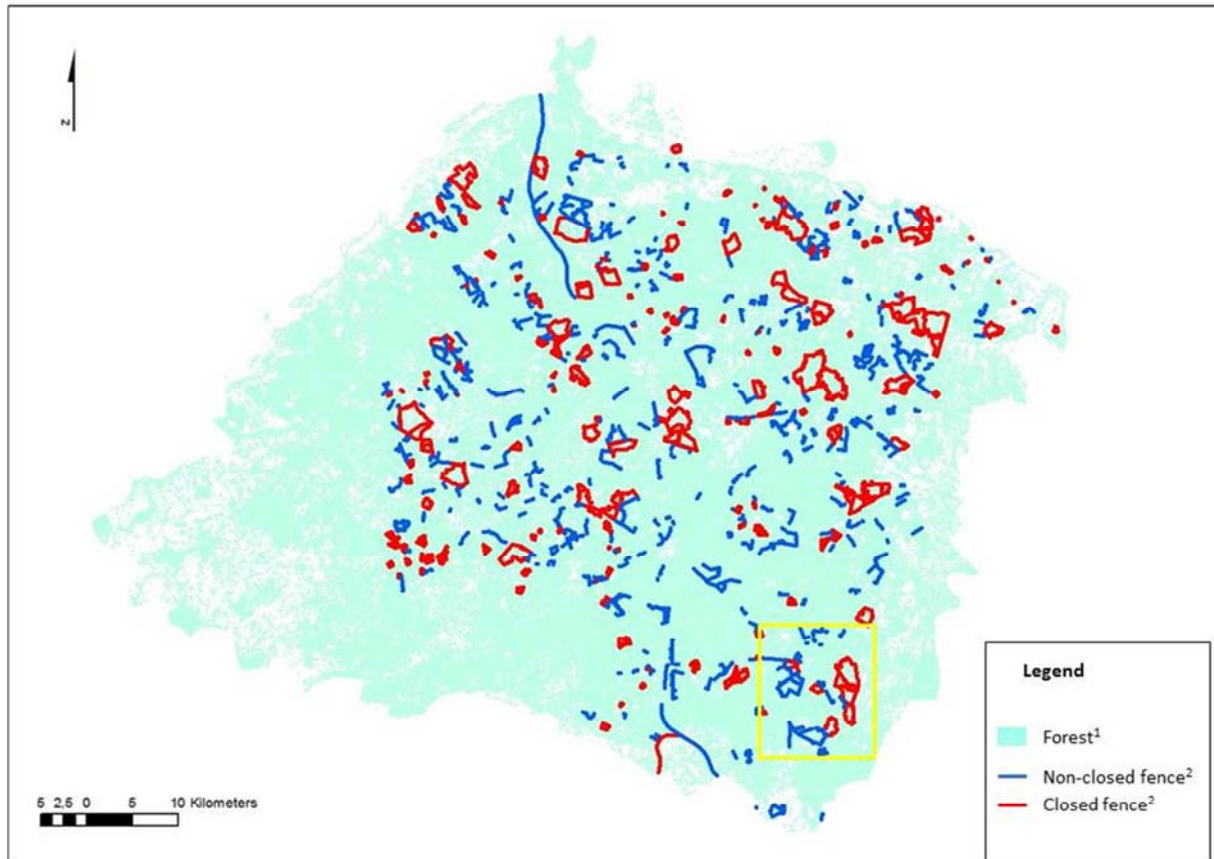 N
Legend
Forest¹
Non-closed fence²
Closed fence²
5 2,5 0 5 10 Kilometers